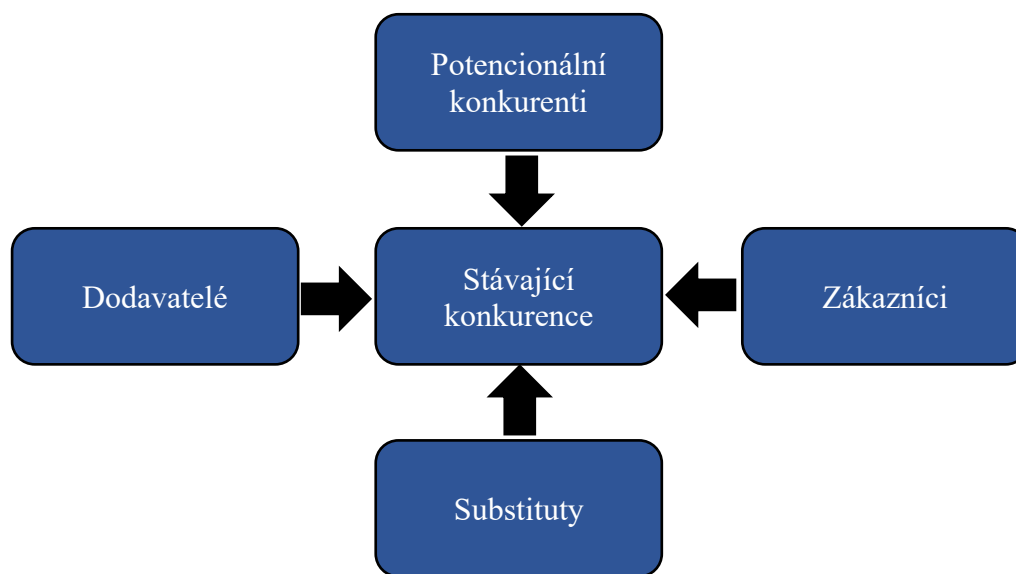 Potencionální
konkurenti
Dodavatelé
Stávající
konkurence
Zákazníci
Substituty